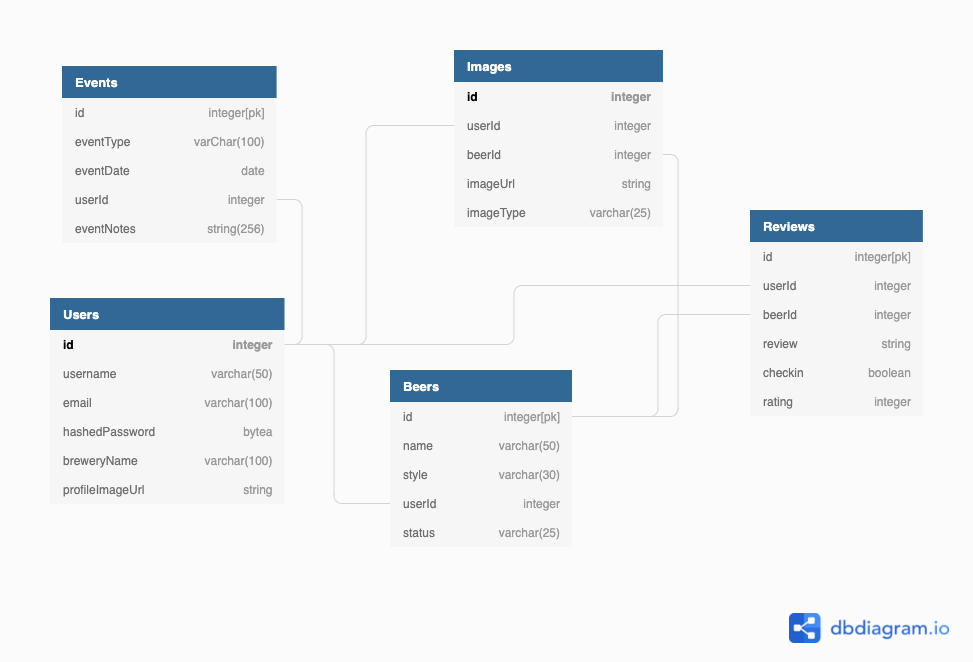 Events
id integer[pk]
eventType varChar(100)
eventDate date
userId integer
eventNotes string(256)
Images
id integer
userId integer
beerId integer
imageUrl string
imageType varchar(25)
Reviews
id integer[pk]
userId integer
beerId integer
review string
checkin boolean
rating integer
Users
id integer
username varchar(50)
email varchar(100)
hashedPassword bytea
breweryName varchar(100)
profileImageUrl string
Beers
id integer[pk]
name varchar(50)
style varchar(30)
userId integer
status varchar(25)
dbdiagram.io